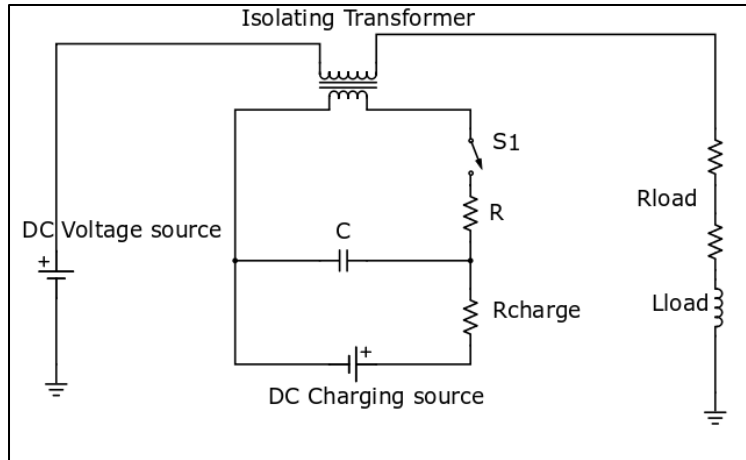 Isolating Transformer
S1
R
Rload
DC Voltage source
C
+
Lload
Rcharge
+
DC Charging source